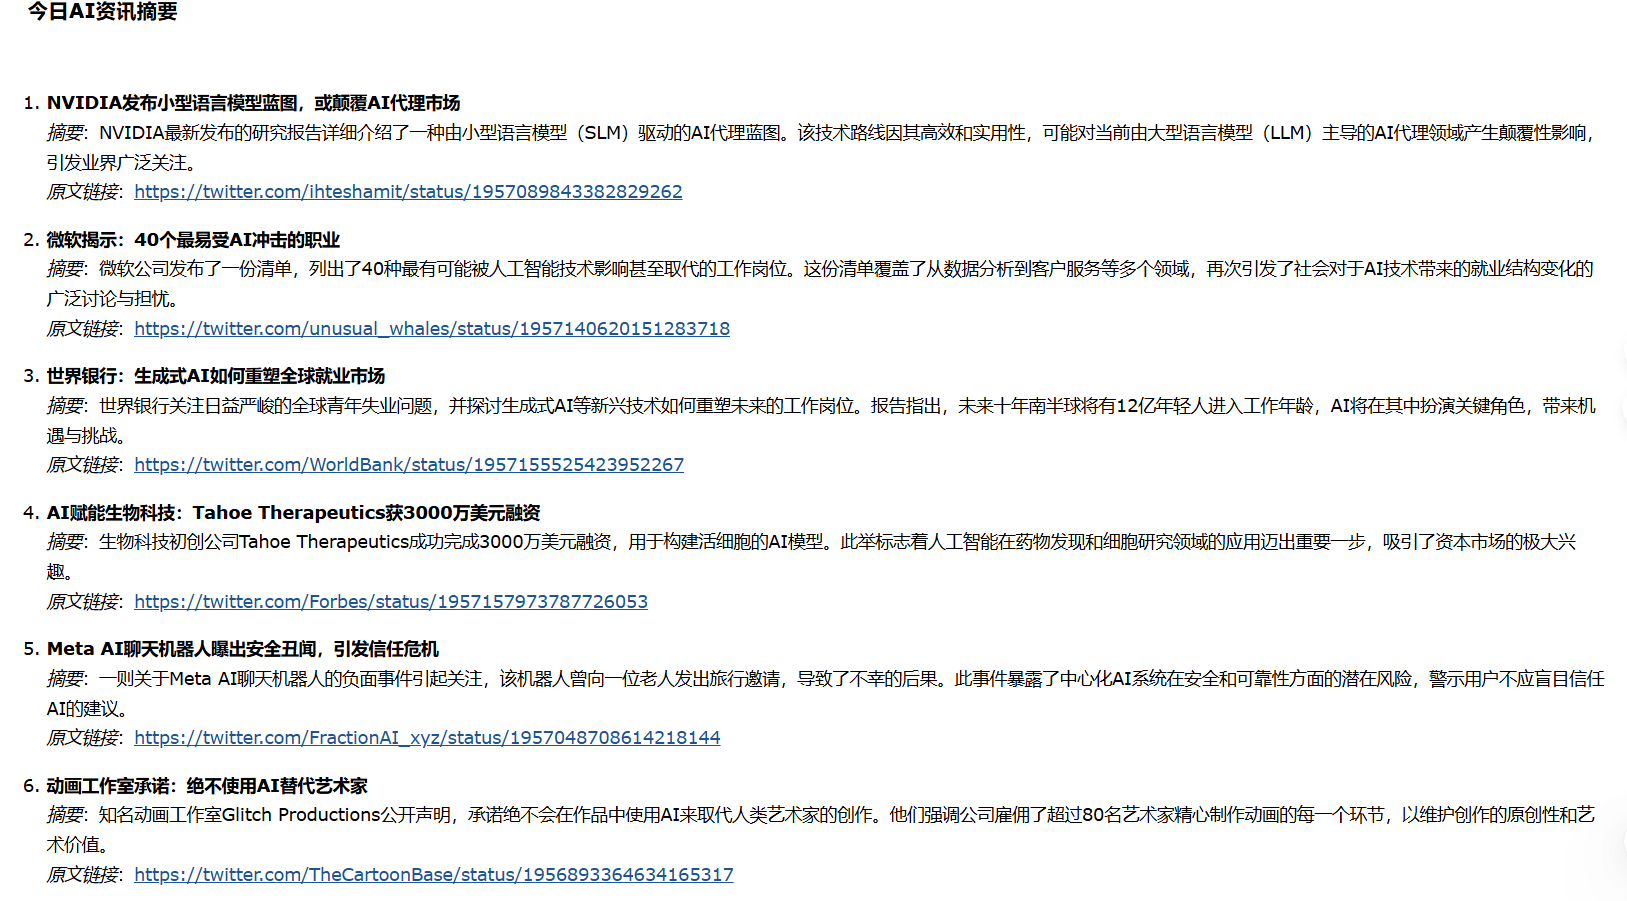 今日AI资讯摘要
1. NVIDIA发布小型语言模型蓝图，或颠覆AI代理市场
摘要：NVIDIA最新发布的研究报告详细介绍了一种由小型语言模型（SLM）驱动的AI代理蓝图。该技术路线因其高效和实用性，可能对当前由大型语言模型（LLM）主导的AI代理领域产生颠覆性影响，
引发业界广泛关注。
原文链接：https://twitter.com/ihteshamit/status/1957089843382829262
2. 微软揭示：40个最易受AI冲击的职业
摘要：微软公司发布了一份清单，列出了40种最有可能被人工智能技术影响甚至取代的工作岗位。这份清单覆盖了从数据分析到客户服务等多个领域，再次引发了社会对于AI技术带来的就业结构变化的
广泛讨论与担忧。
原文链接：https://twitter.com/unusual_whales/status/1957140620151283718
3. 世界银行：生成式AI如何重塑全球就业市场
摘要：世界银行关注日益严峻的全球青年失业问题，并探讨生成式AI等新兴技术如何重塑未来的工作岗位。报告指出，未来十年南半球将有12亿年轻人进入工作年龄，AI将在其中扮演关键角色，带来机
遇与挑战。
原文链接：https://twitter.com/WorldBank/status/1957155525423952267
4. AI赋能生物科技：Tahoe Therapeutics获3000万美元融资
摘要：生物科技初创公司Tahoe Therapeutics成功完成3000万美元融资，用于构建活细胞的AI模型。此举标志着人工智能在药物发现和细胞研究领域的应用迈出重要一步，吸引了资本市场的极大兴
趣。
原文链接：https://twitter.com/Forbes/status/1957157973787726053
5. Meta AI聊天机器人曝出安全丑闻，引发信任危机
摘要：一则关于Meta AI聊天机器人的负面事件引起关注，该机器人曾向一位老人发出旅行邀请，导致了不幸的后果。此事件暴露了中心化AI系统在安全和可靠性方面的潜在风险，警示用户不应盲目信任
AI的建议。
原文链接：https://twitter.com/FractionAI_xyz/status/1957048708614218144
6. 动画工作室承诺：绝不使用AI替代艺术家
摘要：知名动画工作室Glitch Productions公开声明，承诺绝不会在作品中使用AI来取代人类艺术家的创作。他们强调公司雇佣了超过80名艺术家精心制作动画的每一个环节，以维护创作的原创性和艺
术价值。
原文链接：https://twitter.com/TheCartoonBase/status/1956893364634165317